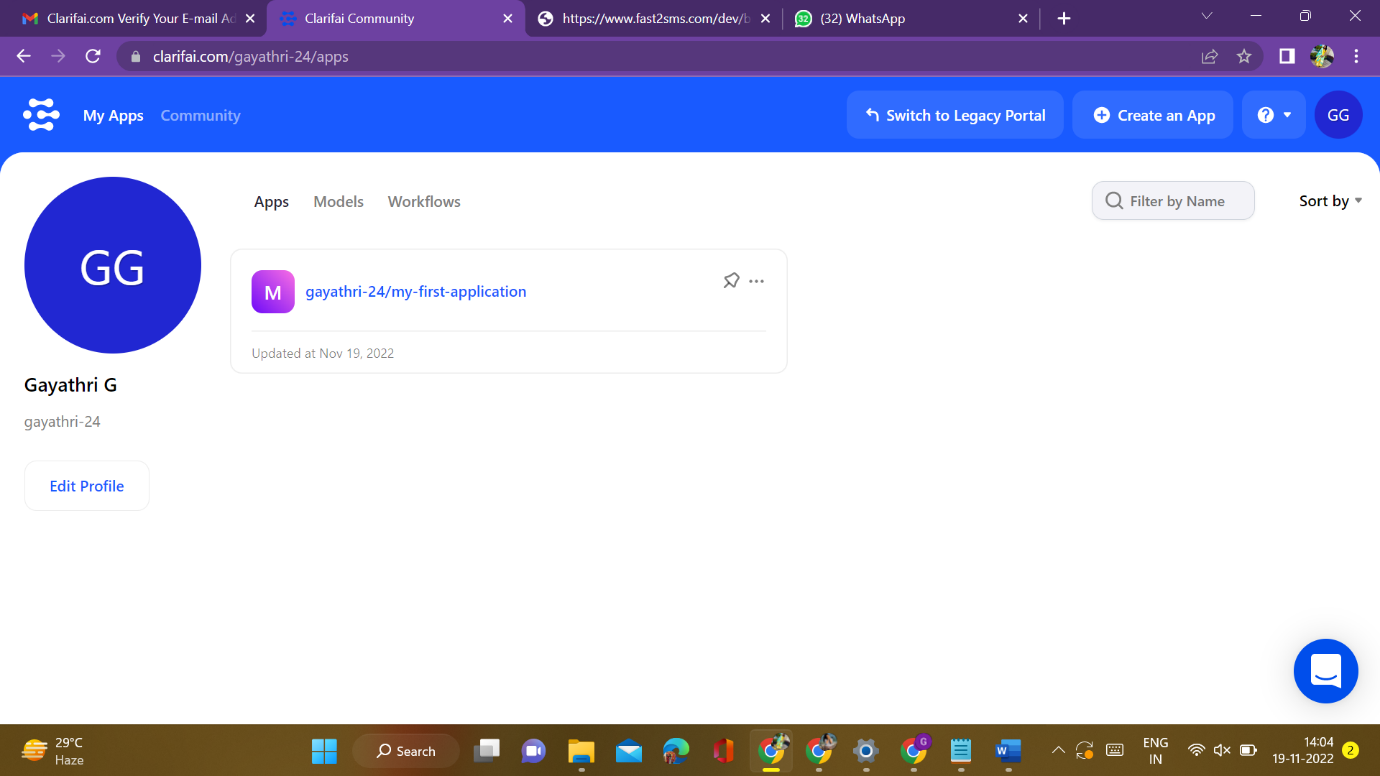 Clarifai.com Verify Your E-mail Ad
Clarifai Community
https://www.fast2sms.com/dev/b
32
(32) WhatsApp
clarifai.com/gayathri-24/apps
My Apps
Community
Switch to Legacy Portal
Create an App
?
GG
GG
Apps
Models
Workflows
Filter by Name
Sort by
M
gayathri-24/my-first-application
Updated at Nov 19, 2022
Gayathri G
gayathri-24
Edit Profile
29°C
Haze
Search
G
W
ENG
IN
14:04
19-11-2022
2